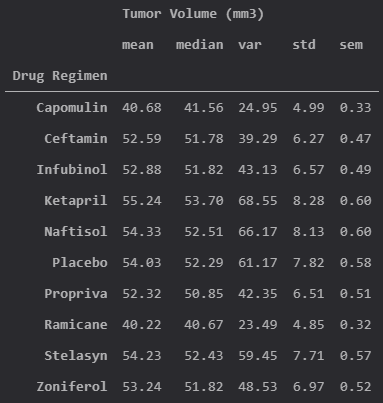 Tumor Volume (mm3)
mean median var std sem
Drug Regimen
Capomulin 40.68 41.56 24.95 4.99 0.33
Ceftamin 52.59 51.78 39.29 6.27 0.47
Infubinol 52.88 51.82 43.13 6.57 0.49
Ketapril 55.24 53.70 68.55 8.28 0.60
Naftisol 54.33 52.51 66.17 8.13 0.60
Placebo 54.03 52.29 61.17 7.82 0.58
Propriva 52.32 50.85 42.35 6.51 0.51
Ramicane 40.22 40.67 23.49 4.85 0.32
Stelasyn 54.23 52.43 59.45 7.71 0.57
Zoniferol 53.24 51.82 48.53 6.97 0.52